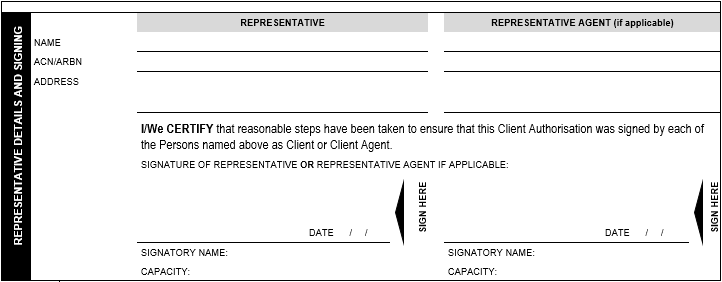 REPRESENTATIVE DETAILS AND SIGNING
REPRESENTATIVE REPRESENTATIVE AGENT (if applicable)
NAME
ACN/ARBN
ADDRESS
I/We CERTIFY that reasonable steps have been taken to ensure that this Client Authorisation was signed by each of
the Persons named above as Client or Client Agent.
SIGNATURE OF REPRESENTATIVE OR REPRESENTATIVE AGENT IF APPLICABLE:
SIGN HERE SIGN HERE
DATE / / DATE / /
SIGNATORY NAME: SIGNATORY NAME:
CAPACITY: CAPACITY: